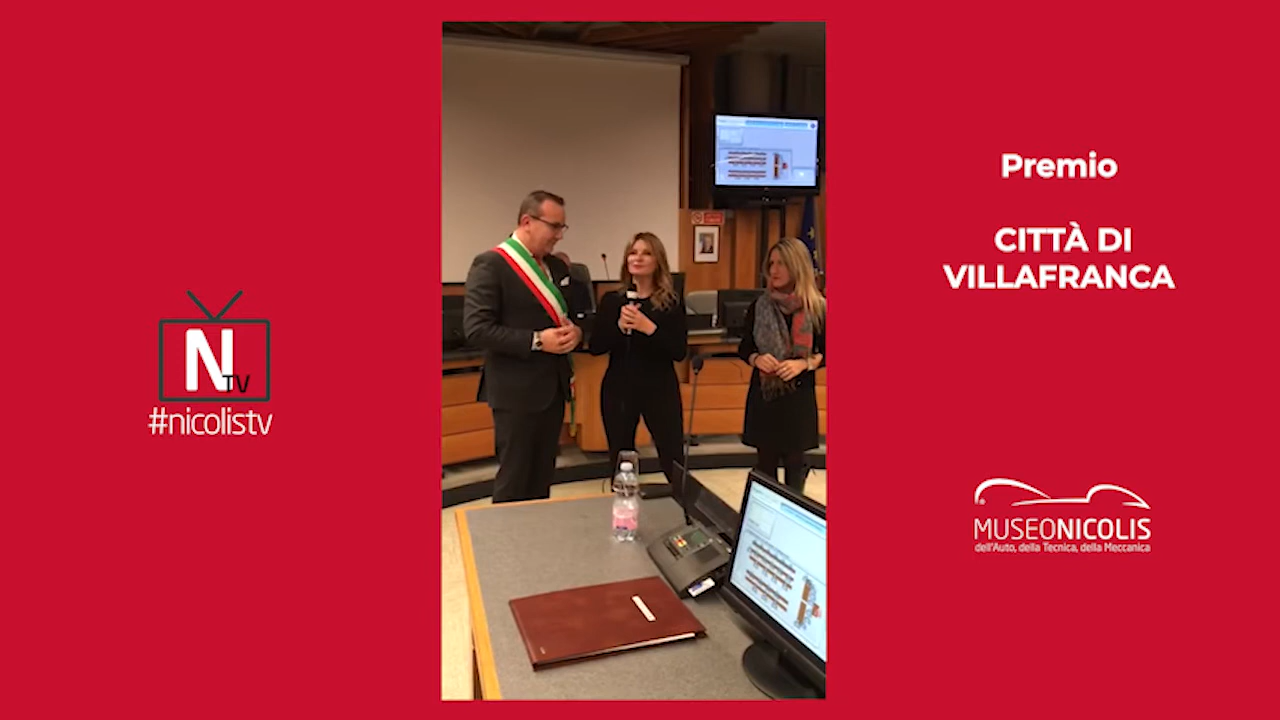 Premio
CITTÀ DI
VILLAFRANCA
N
TV
#nicolistv
MUSEONICOLIS
dell'Auto, della Tecnica, della Meccanica